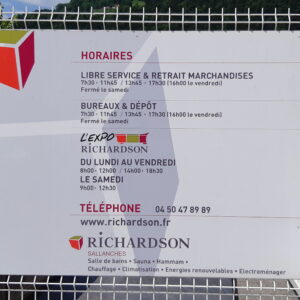 HORAIRES
LIBRE SERVICE & RETRAIT MARCHANDISES
7h30 - 11h45 / 13h45 - 17h30 (16h00 le vendredi)
Fermé le samedi
BUREAUX & DÉPÔT
7h30 - 11h45 / 13h45 - 17h30 (16h00 le vendredi)
L'EXPO
RICHARDSON
DU LUNDI AU VENDREDI
8h00 - 12h00 / 14h00 - 18h30
LE SAMEDI
9h00 - 12h30
TÉLÉPHONE 04 50 47 89 89
www.richardson.fr
RICHARDSON
SALLANCHES
Salle de bains • Sauna • Hammam •
Chauffage • Climatisation • Energies renouvelables • Electroménager